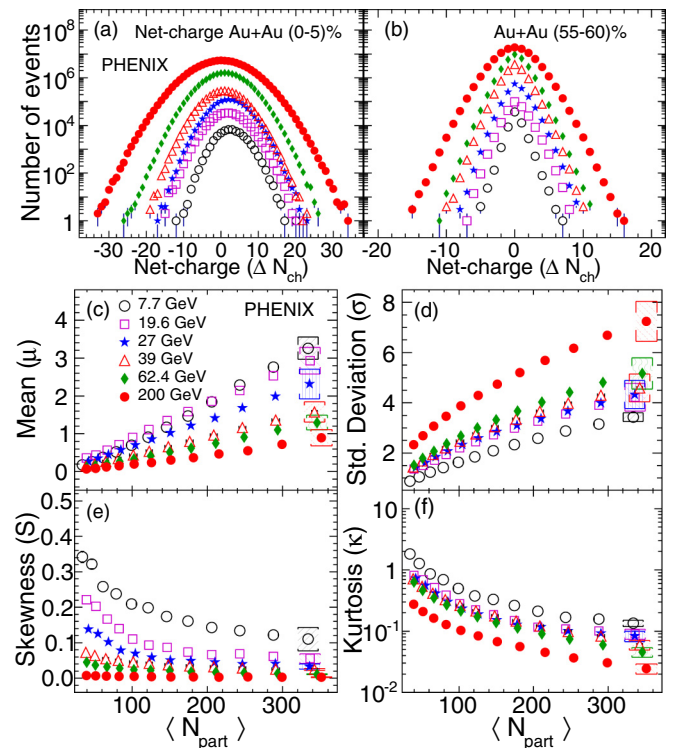 (a) Net-charge Au+Au (0-5)%
PHENIX
(b) Au+Au (55-60)%
Number of events
10^8
10^6
10^4
10^2
1
-30 -20 -10 0 10 20 30
-20 0 20
Net-charge (Δ N_ch)
Net-charge (Δ N_ch)
(c) PHENIX
7.7 GeV
19.6 GeV
27 GeV
39 GeV
62.4 GeV
200 GeV
Mean (μ)
4
3
2
1
0
(d)
Std. Deviation (σ)
8
6
4
2
(e)
Skewness (S)
0.5
0.4
0.3
0.2
0.1
0.0
(f)
Kurtosis (κ)
10
1
10^-1
10^-2
100 200 300
0 100 200 300
⟨ N_part ⟩
⟨ N_part ⟩